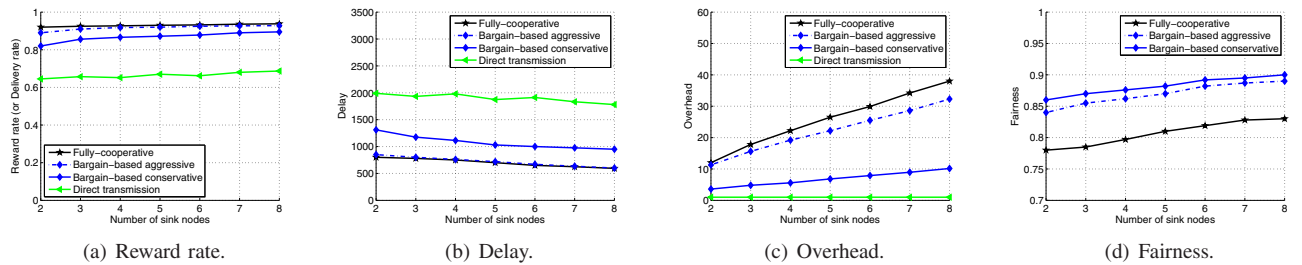 1
0.8
0.6
0.4
0.2
0
Reward rate (or Delivery rate)
Fully−cooperative
Bargain−based aggressive
Bargain−based conservative
Direct transmission
2 3 4 5 6 7 8
Number of sink nodes
(a) Reward rate.
3500
3000
2500
2000
1500
1000
500
0
Delay
Fully−cooperative
Bargain−based aggressive
Bargain−based conservative
Direct transmission
2 3 4 5 6 7 8
Number of sink nodes
(b) Delay.
60
50
40
30
20
10
0
Overhead
Fully−cooperative
Bargain−based aggressive
Bargain−based conservative
Direct transmission
2 3 4 5 6 7 8
Number of sink nodes
(c) Overhead.
1
0.95
0.9
0.85
0.8
0.75
0.7
Fairness
Fully−cooperative
Bargain−based aggressive
Bargain−based conservative
2 3 4 5 6 7 8
Number of sink nodes
(d) Fairness.